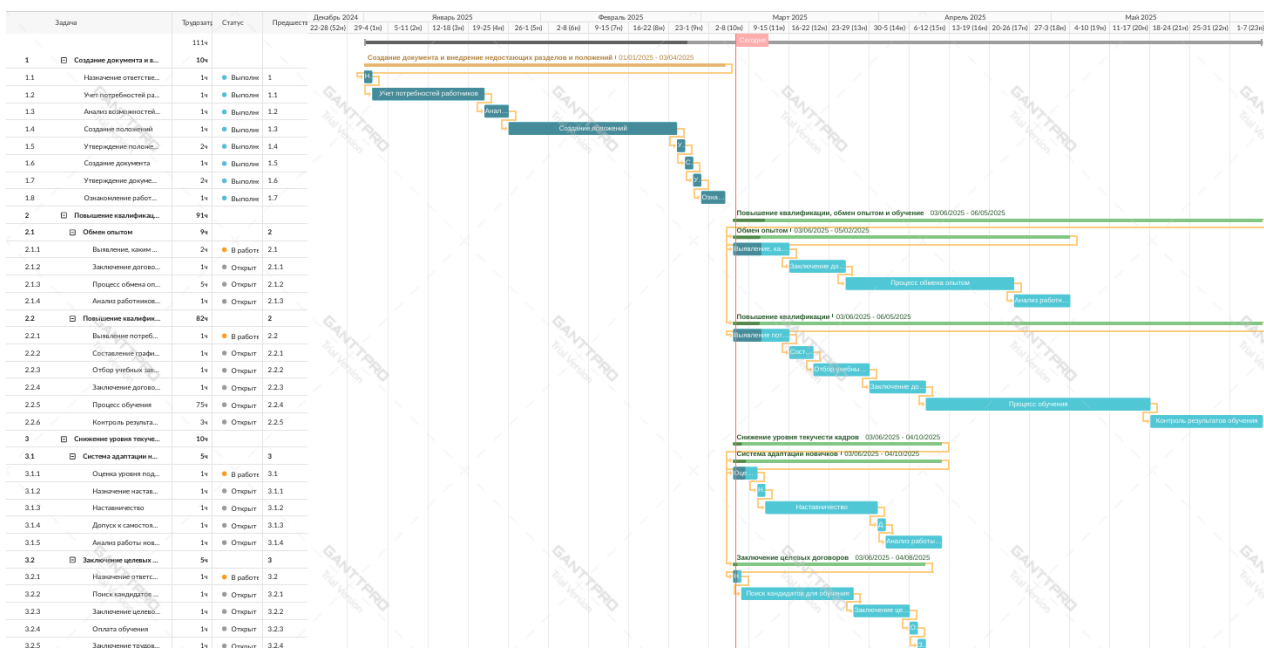 Задача Трудозатр Статус Предшеств
Декабрь 2024 Январь 2025 Февраль 2025 Март 2025 Апрель 2025 Май 2025
22-28 (52н) 29-4 (1н) 5-11 (2н) 12-18 (3н) 19-25 (4н) 26-1 (5н) 2-8 (6н) 9-15 (7н) 16-22 (8н) 23-1 (9н) 2-8 (10н) 9-15 (11н) 16-22 (12н) 23-29 (13н) 30-5 (14н) 6-12 (15н) 13-19 (16н) 20-26 (17н) 27-3 (18н) 4-10 (19н) 11-17 (20н) 18-24 (21н) 25-31 (22н) 1-7 (23н)
111ч Сегодня
1 Создание документа и в... 10ч Создание документа и внедрение недостающих разделов и положений 01/01/2025 - 03/04/2025
1.1 Назначение ответстве... 1ч Выполн 1 Н.
1.2 Учет потребностей ра... 1ч Выполн 1.1 Учет потребностей работников
1.3 Анализ возможностей... 1ч Выполн 1.2 Анал...
1.4 Создание положений 1ч Выполн 1.3 Создание положений
1.5 Утверждение положе... 2ч Выполн 1.4 У.
1.6 Создание документа 1ч Выполн 1.5 С.
1.7 Утверждение докуме... 2ч Выполн 1.6 У
1.8 Ознакомление работ... 1ч Выполн 1.7 Озна...
2 Повышение квалификац... 91ч Повышение квалификации, обмен опытом и обучение 03/06/2025 - 06/05/2025
2.1 Обмен опытом 9ч 2 Обмен опытом 03/06/2025 - 05/02/2025
2.1.1 Выявление, каким ... 2ч В работе 2.1 Выявление, ка...
2.1.2 Заключение догово... 1ч Открыт 2.1.1 Заключение до...
2.1.3 Процесс обмена оп... 5ч Открыт 2.1.2 Процесс обмена опытом
2.1.4 Анализ работников... 1ч Открыт 2.1.3 Анализ работн...
2.2 Повышение квалифик... 82ч 2 Повышение квалификации 03/06/2025 - 06/05/2025
2.2.1 Выявление потреб... 1ч В работе 2.2 Выявление пот...
2.2.2 Составление графи... 1ч Открыт 2.2.1 Сост...
2.2.3 Отбор учебных зав... 1ч Открыт 2.2.2 Отбор учебны...
2.2.4 Заключение догово... 1ч Открыт 2.2.3 Заключение до...
2.2.5 Процесс обучения 75ч Открыт 2.2.4 Процесс обучения
2.2.6 Контроль результа... 3ч Открыт 2.2.5 Контроль результатов обучения
3 Снижение уровня текуче... 10ч Снижение уровня текучести кадров 03/06/2025 - 04/10/2025
3.1 Система адаптации н... 5ч 3 Система адаптации новичков 03/06/2025 - 04/10/2025
3.1.1 Оценка уровня под... 1ч В работе 3.1 Оце...
3.1.2 Назначение настав... 1ч Открыт 3.1.1
3.1.3 Наставничество 1ч Открыт 3.1.2 Наставничество
3.1.4 Допуск к самостоя... 1ч Открыт 3.1.3
3.1.5 Анализ работы нов... 1ч Открыт 3.1.4 Анализ работы...
3.2 Заключение целевых ... 5ч 3 Заключение целевых договоров 03/06/2025 - 04/08/2025
3.2.1 Назначение ответс... 1ч В работе 3.2
3.2.2 Поиск кандидатов ... 1ч Открыт 3.2.1 Поиск кандидатов для обучения
3.2.3 Заключение целево... 1ч Открыт 3.2.2 Заключение це...
3.2.4 Оплата обучения 1ч Открыт 3.2.3
3.2.5 Заключение трудов... 1ч Открыт 3.2.4
GANTTPRO
Trial Version